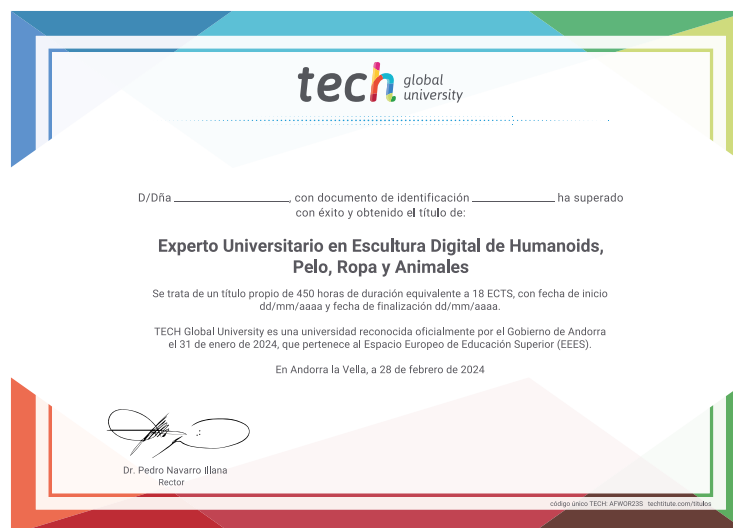 tech global university
D/Dña ____________________, con documento de identificación ______________ ha superado
con éxito y obtenido el título de:
Experto Universitario en Escultura Digital de Humanoids,
Pelo, Ropa y Animales
Se trata de un título propio de 450 horas de duración equivalente a 18 ECTS, con fecha de inicio
dd/mm/aaaa y fecha de finalización dd/mm/aaaa.
TECH Global University es una universidad reconocida oficialmente por el Gobierno de Andorra
el 31 de enero de 2024, que pertenece al Espacio Europeo de Educación Superior (EEES).
En Andorra la Vella, a 28 de febrero de 2024
Dr. Pedro Navarro Illana
Rector
código único TECH: AFWOR23S techtitute.com/titulos